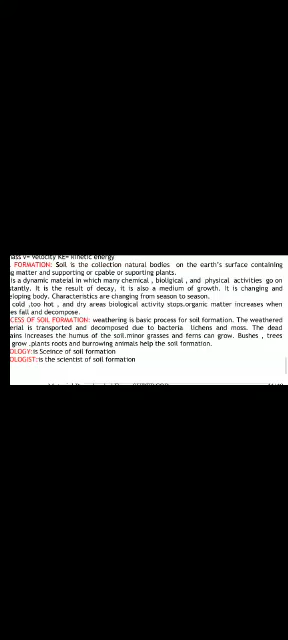 ass v= velocity KE= kinetic energy
FORMATION: Soil is the collection natural bodies on the earth's surface containing
g matter and supporting or cpable or suporting plants.
is a dynamic mateial in which many chemical , biological , and physical activities go on
stantly. It is the result of decay, it is also a medium of growth. It is changing and
eloping body. Characteristics are changing from season to season.
cold ,too hot , and dry areas biological activity stops.organic matter increases when
es fall and decompose.
CESS OF SOIL FORMATION: weathering is basic process for soil formation. The weathered
erial is transported and decomposed due to bacteria lichens and moss. The dead
ains increases the humus of the soil.minor grasses and ferns can grow. Bushes , trees
grow .plants roots and burrowing animals help the soil formation.
OLOGY:is Sceince of soil formation
OLOGIST:is the scientist of soil formation